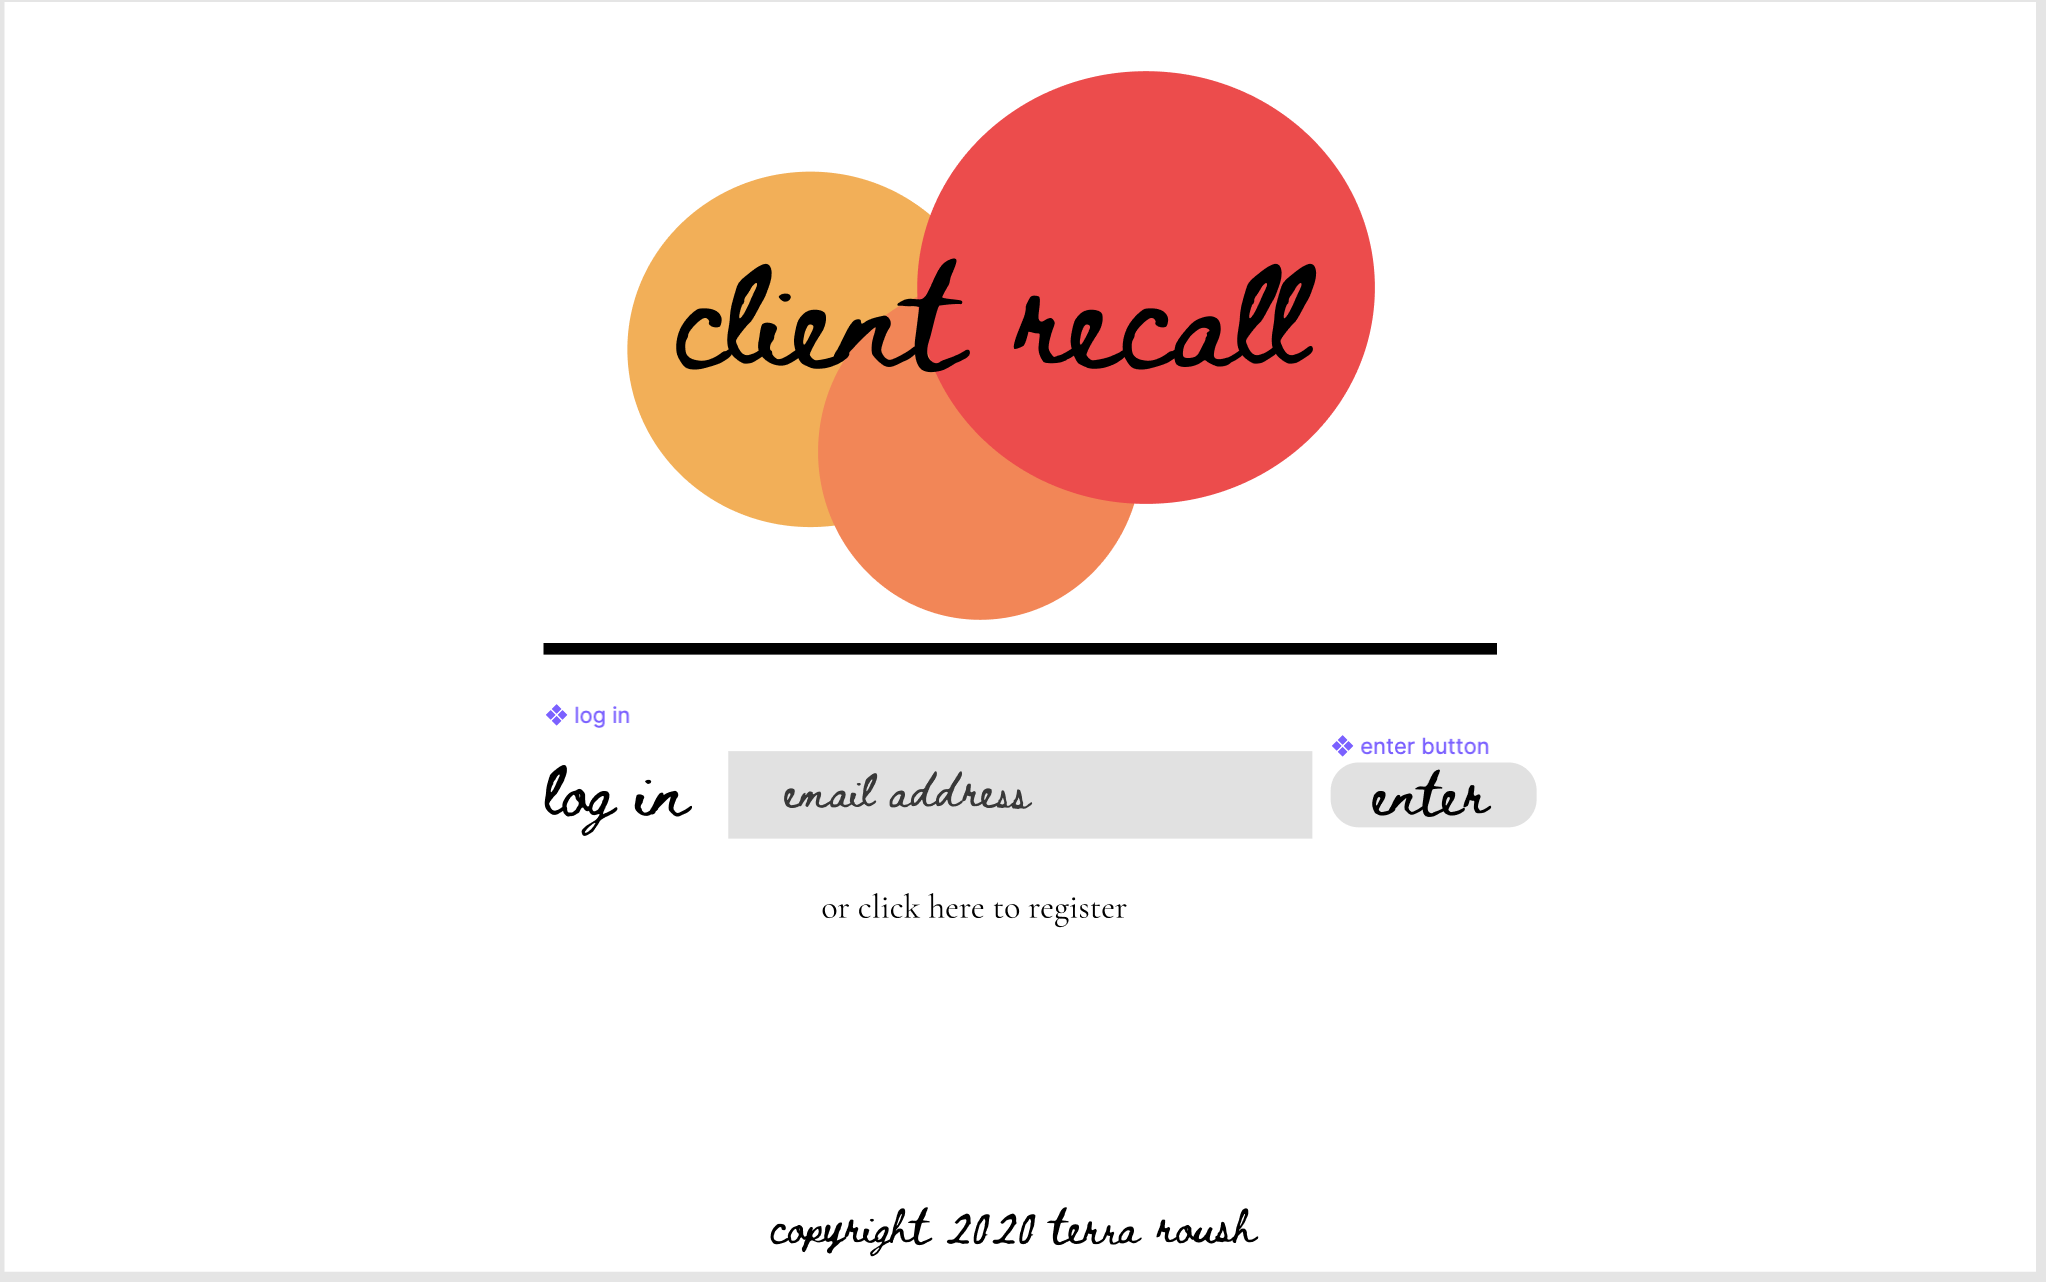 client recall
log in
enter button
log in email address enter
or click here to register
copyright 2020 terra roush